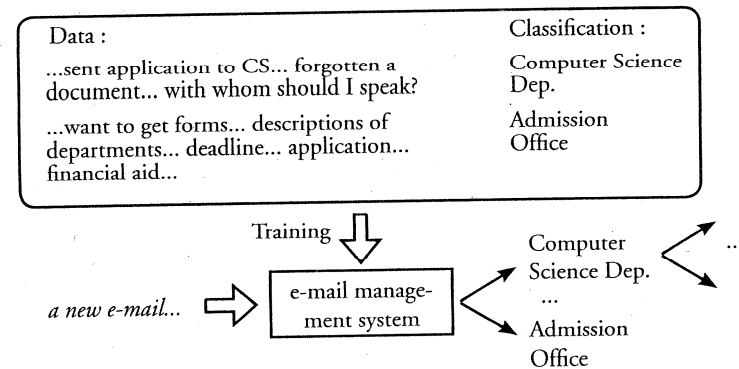 Data :
Classification :
...sent application to CS... forgotten a
document... with whom should I speak?
Computer Science
Dep.
...want to get forms... descriptions of
departments... deadline... application...
financial aid...
Admission
Office
Training
a new e-mail...
e-mail manage-
ment system
Computer
Science Dep.
...
Admission
Office
..